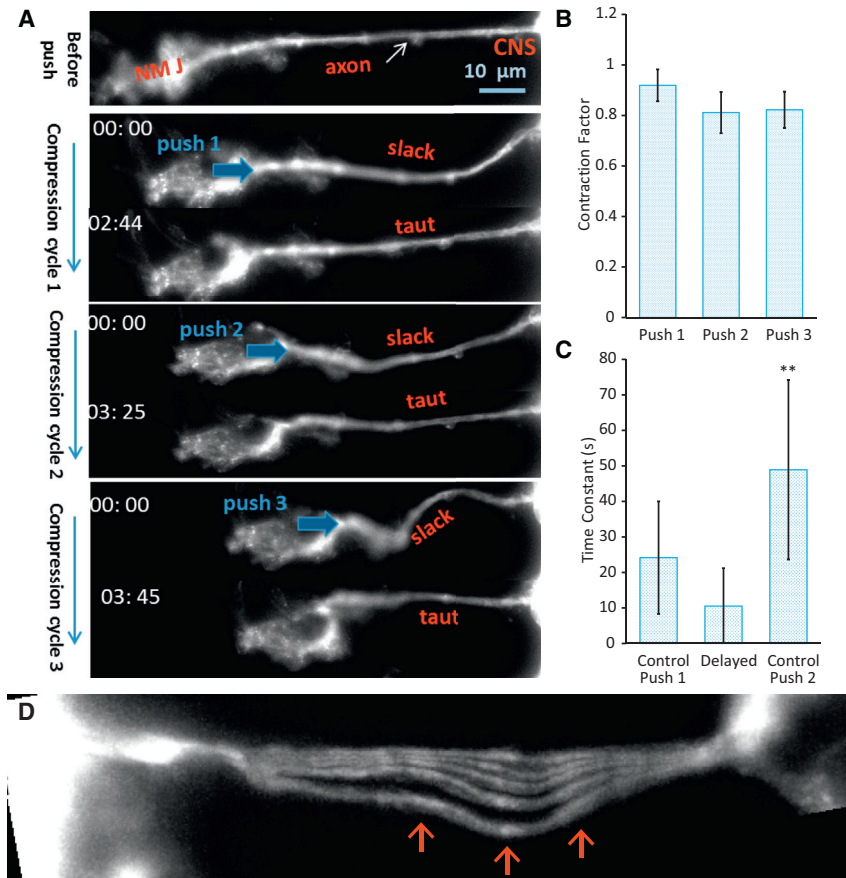 A
Before push
NMJ
axon
CNS
10 µm
Compression cycle 1
00: 00
push 1
slack
02:44
taut
Compression cycle 2
00:00
push 2
slack
03: 25
taut
Compression cycle 3
00:00
push 3
slack
03: 45
taut
B
Contraction Factor
1.2
1
0.8
0.6
0.4
0.2
0
Push 1 Push 2 Push 3
C
Time Constant (s)
80
70
60
50
40
30
20
10
0
**
Control Push 1
Delayed
Control Push 2
D